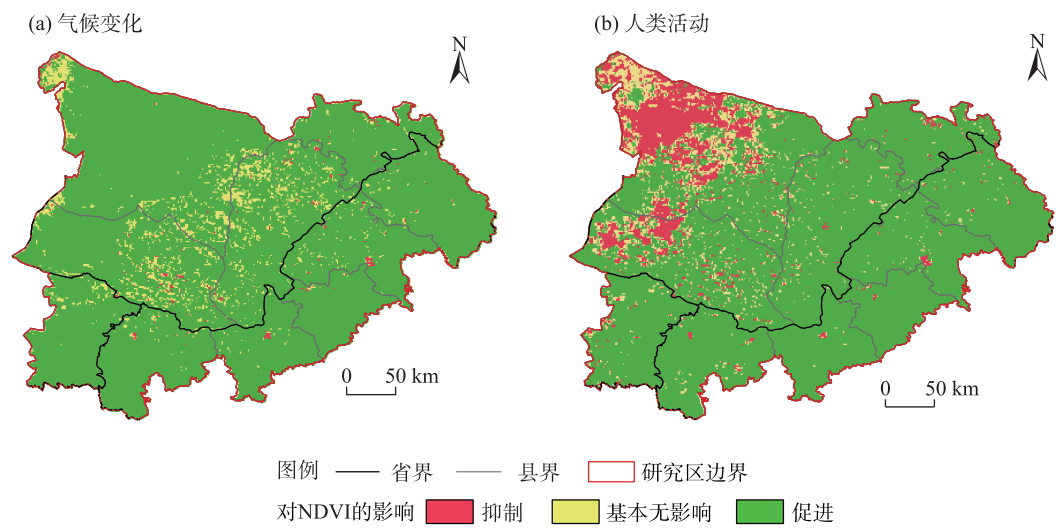 (a) 气候变化
N
0 50 km
(b) 人类活动
N
0 50 km
图例 省界 县界 研究区边界
对NDVI的影响 抑制 基本无影响 促进